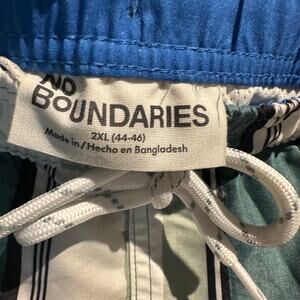 NO
BOUNDARIES
2XL (44-46)
Made in / Hecho en Bangladesh